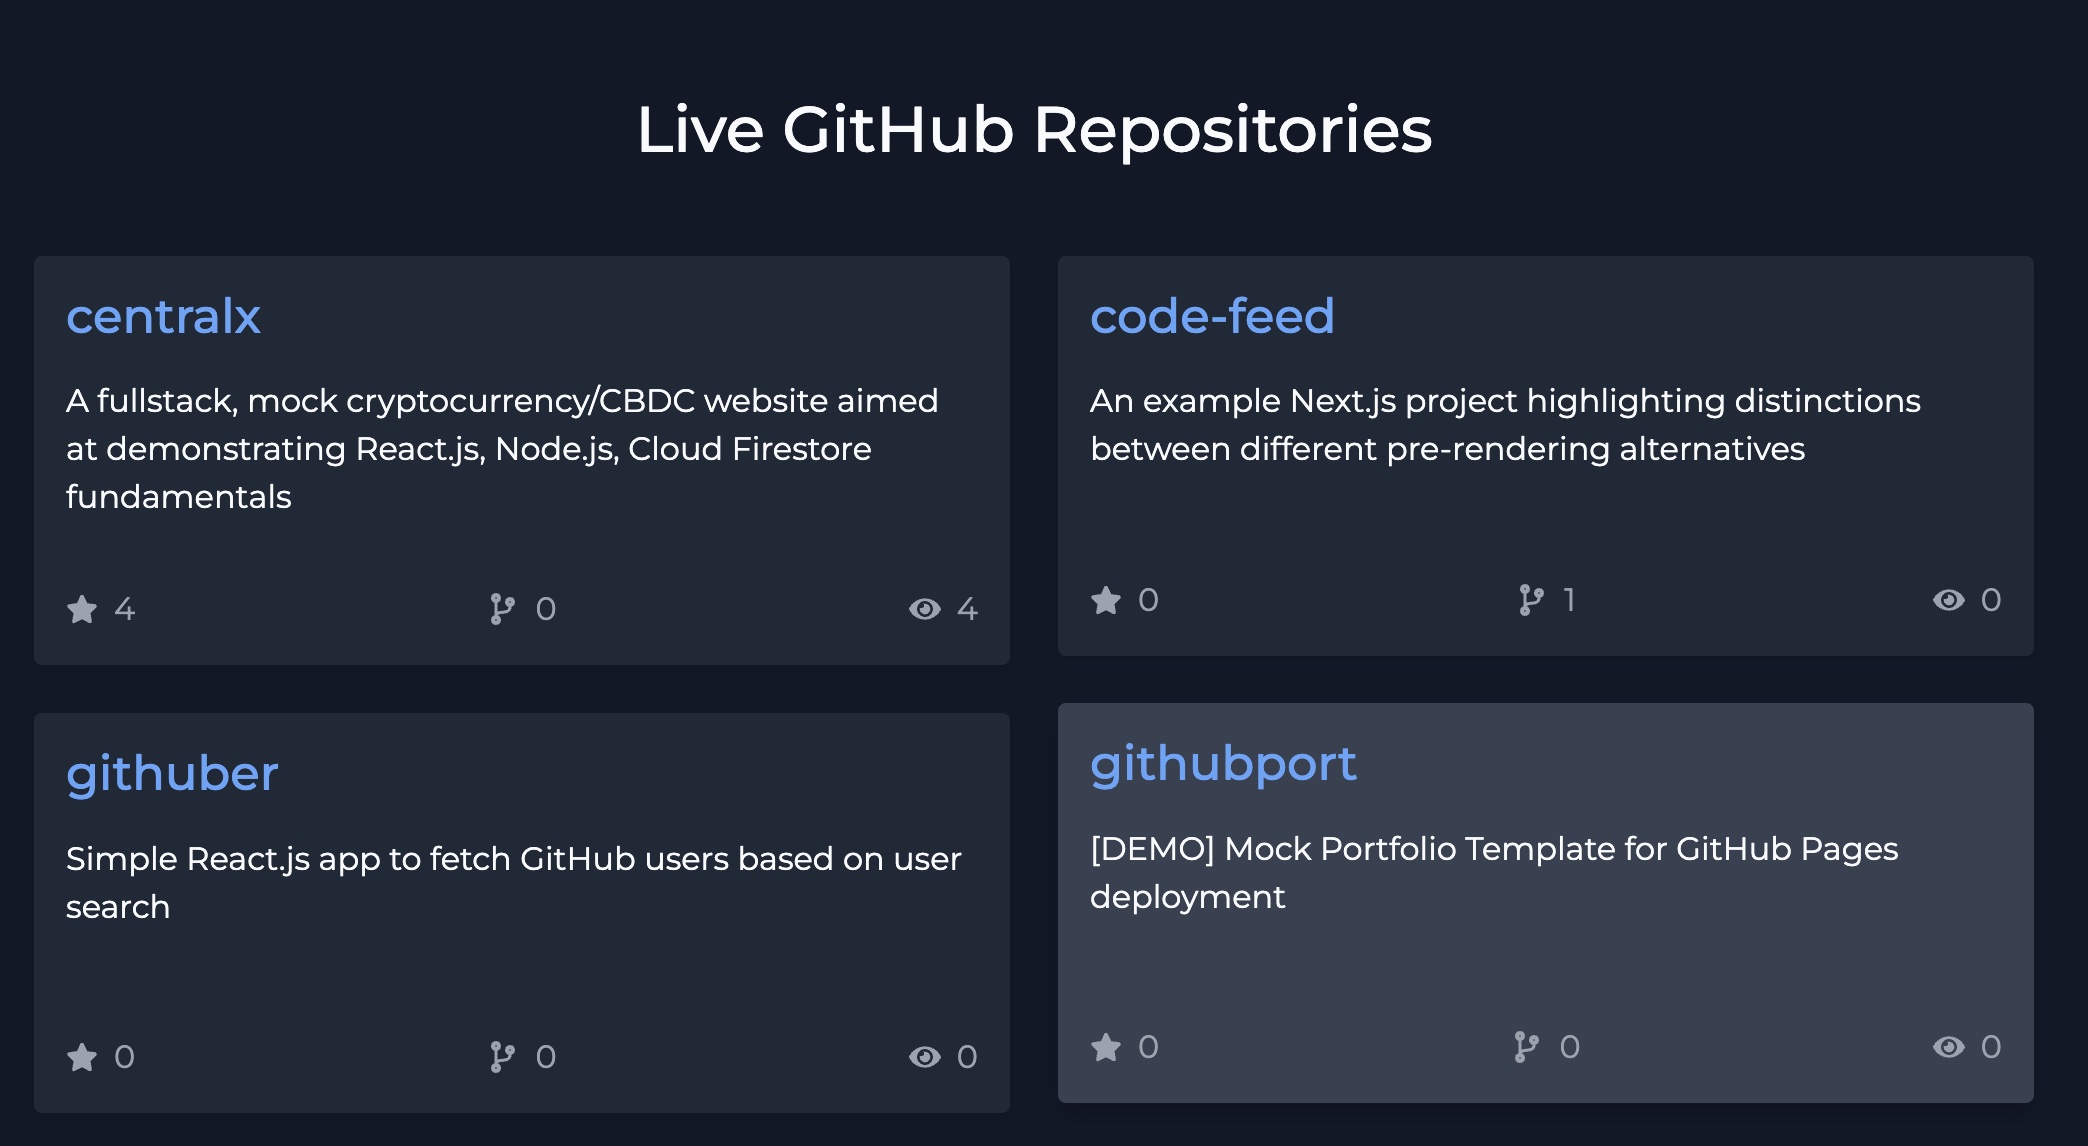 Live GitHub Repositories
centralx
A fullstack, mock cryptocurrency/CBDC website aimed
at demonstrating React.js, Node.js, Cloud Firestore
fundamentals
4 0 4
code-feed
An example Next.js project highlighting distinctions
between different pre-rendering alternatives
0 1 0
githuber
Simple React.js app to fetch GitHub users based on user
search
0 0 0
githubport
[DEMO] Mock Portfolio Template for GitHub Pages
deployment
0 0 0